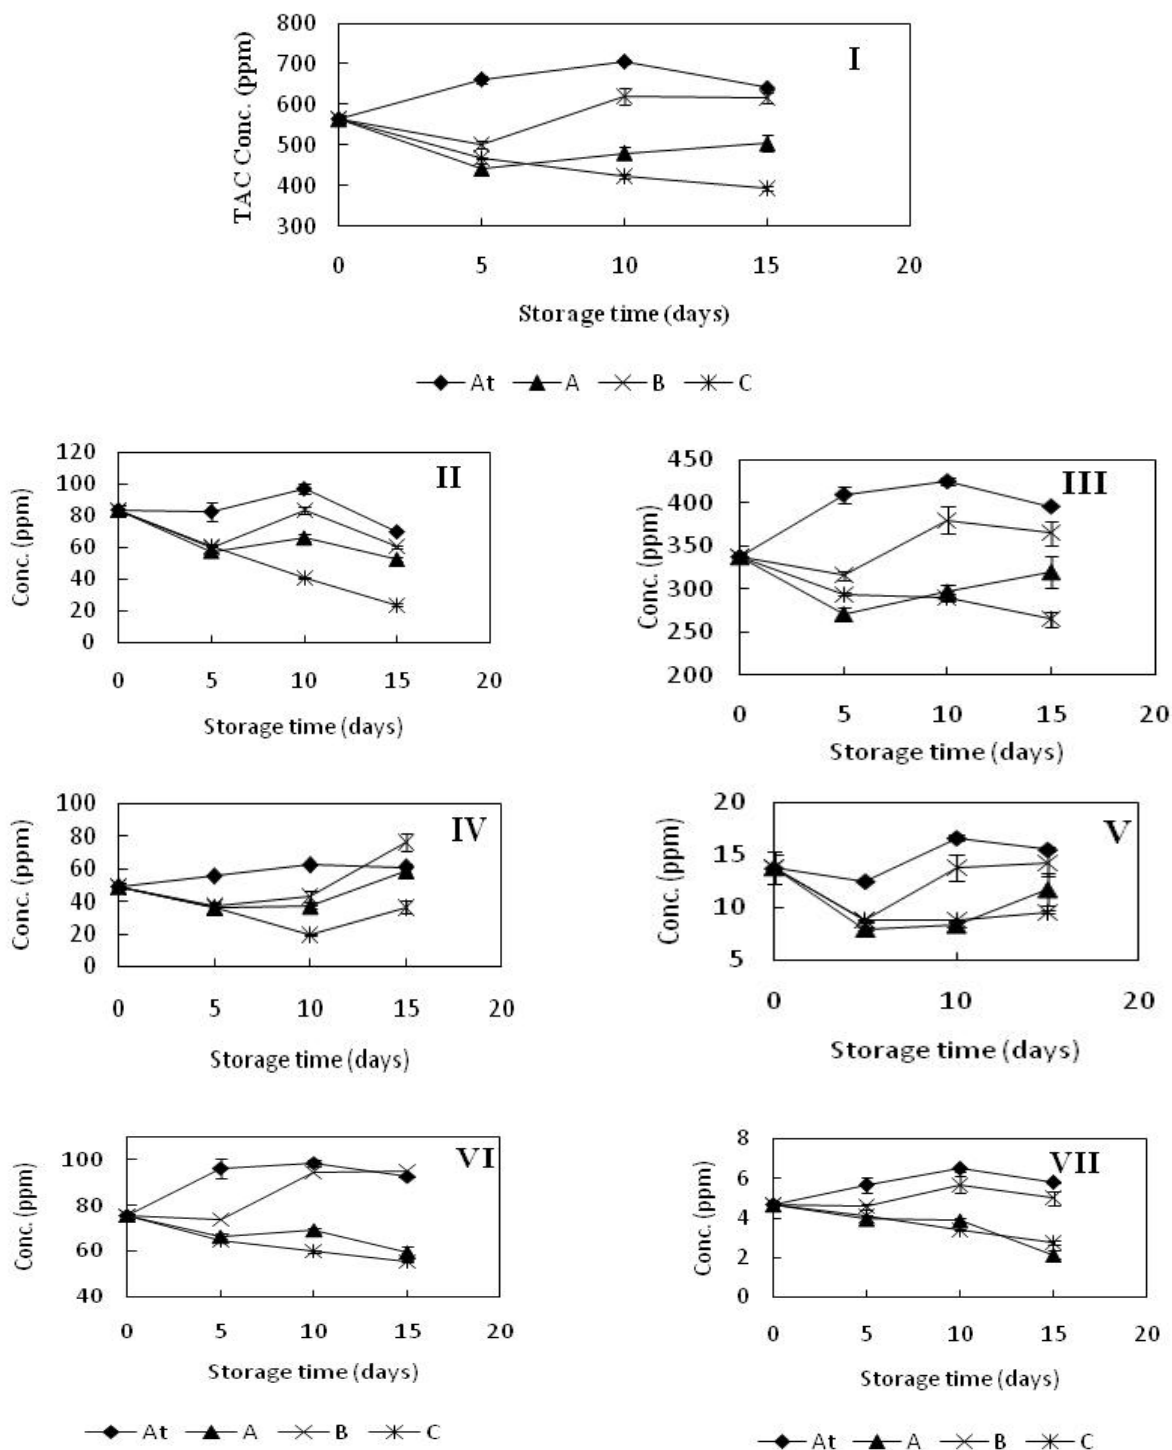 I
TAC Conc. (ppm)
800
700
600
500
400
300
0 5 10 15 20
Storage time (days)
At A B C
II
Conc. (ppm)
120
100
80
60
40
20
0
0 5 10 15 20
Storage time (days)
III
Conc. (ppm)
450
400
350
300
250
200
0 5 10 15 20
Storage time (days)
IV
Conc. (ppm)
100
80
60
40
20
0
0 5 10 15 20
Storage time (days)
V
Conc. (ppm)
20
15
10
5
0 10 20
Storage time (days)
VI
Conc. (ppm)
100
80
60
40
0 5 10 15 20
Storage time (days)
At A B C
VII
Conc. (ppm)
8
6
4
2
0
0 5 10 15 20
Storage time (days)
At A B C